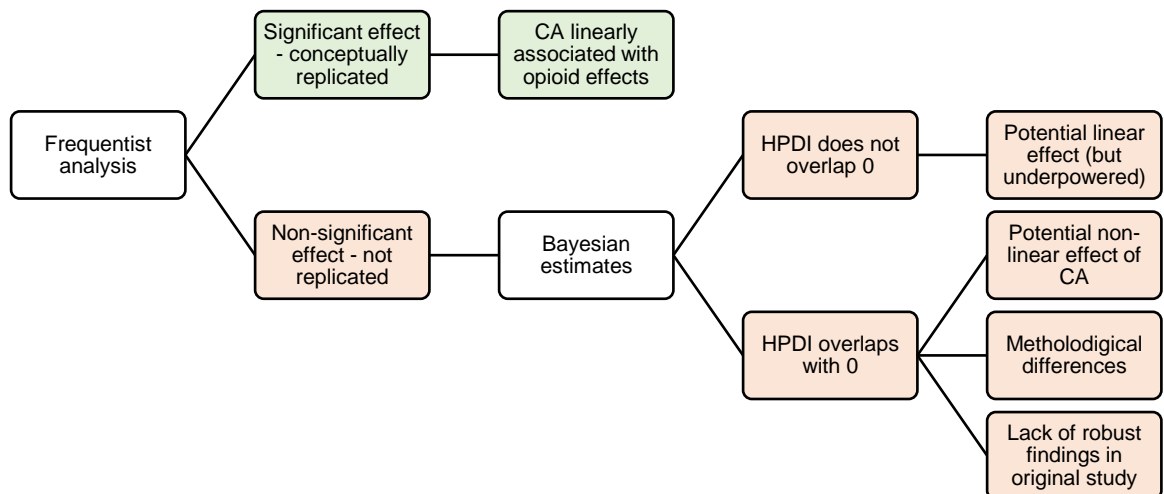 Significant effect
- conceptually
replicated
CA linearly
associated with
opioid effects
Frequentist
analysis
HPDI does not
overlap 0
Potential linear
effect (but
underpowered)
Non-significant
effect - not
replicated
Bayesian
estimates
Potential non-
linear effect of
CA
HPDI overlaps
with 0
Metholodigical
differences
Lack of robust
findings in
original study